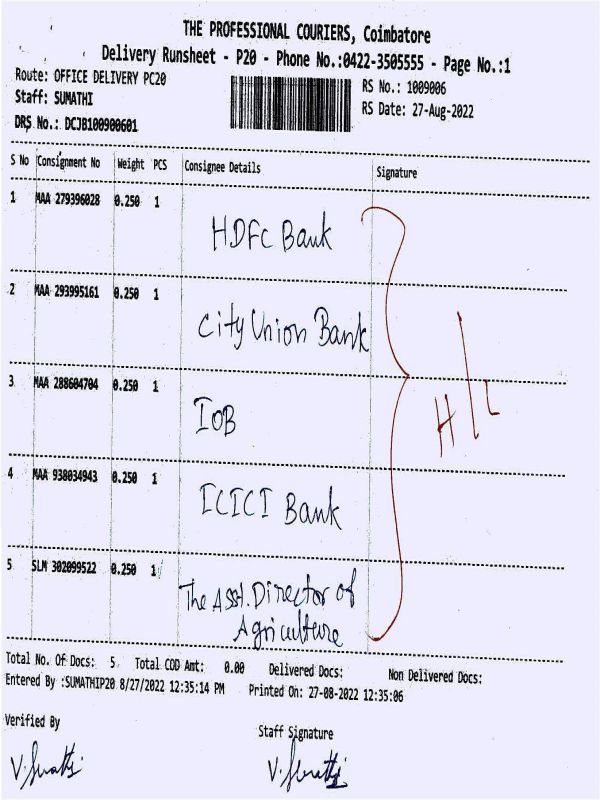 THE PROFESSIONAL COURIERS, Coimbatore
Delivery Runsheet - P20 - Phone No.:0422-3505555 - Page No.:1
Route: OFFICE DELIVERY PC20
RS No.: 1009006
Staff: SUMATHI
RS Date: 27-Aug-2022
DRS No.: DCJB100900601
S No Consignment No Weight PCS Consignee Details Signature
1 MAA 279396028 0.250 1 HDFC Bank
2 MAA 293995161 0.250 1 City Union Bank
3 MAA 288604704 0.250 1 IOB
H/L
4 MAA 938034943 0.250 1 ICICI Bank
5 SLM 302099522 0.250 1 The Asst. Director of
Agriculture
Total No. Of Docs: 5 Total COD Amt: 0.00 Delivered Docs: Non Delivered Docs:
Entered By :SUMATHIP20 8/27/2022 12:35:14 PM Printed On: 27-08-2022 12:35:06
Verified By Staff Signature
V. Sumathi V. Sumathi